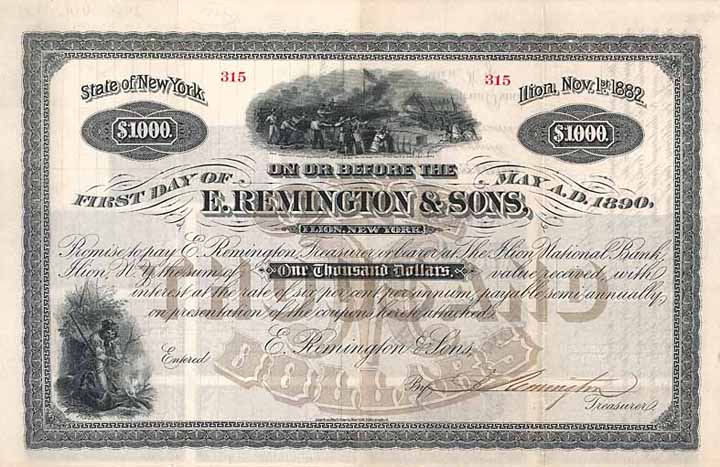 315 315
State of New York. Ilion, Nov. 1st 1882.
$1000. $1000.
ON OR BEFORE THE
FIRST DAY OF MAY A.D. 1890,
E. REMINGTON & SONS,
ILION, NEW YORK
Promise to pay E. Remington, Treasurer or bearer at The Ilion National Bank,
Ilion, N.Y. the sum of One Thousand Dollars, value received, with
interest at the rate of six per cent per annum, payable semi-annually
on presentation of the coupons hereto attached.
THOUSAND
DOLLARS
Entered E. Remington & Sons,
By Remington
Treasurer.